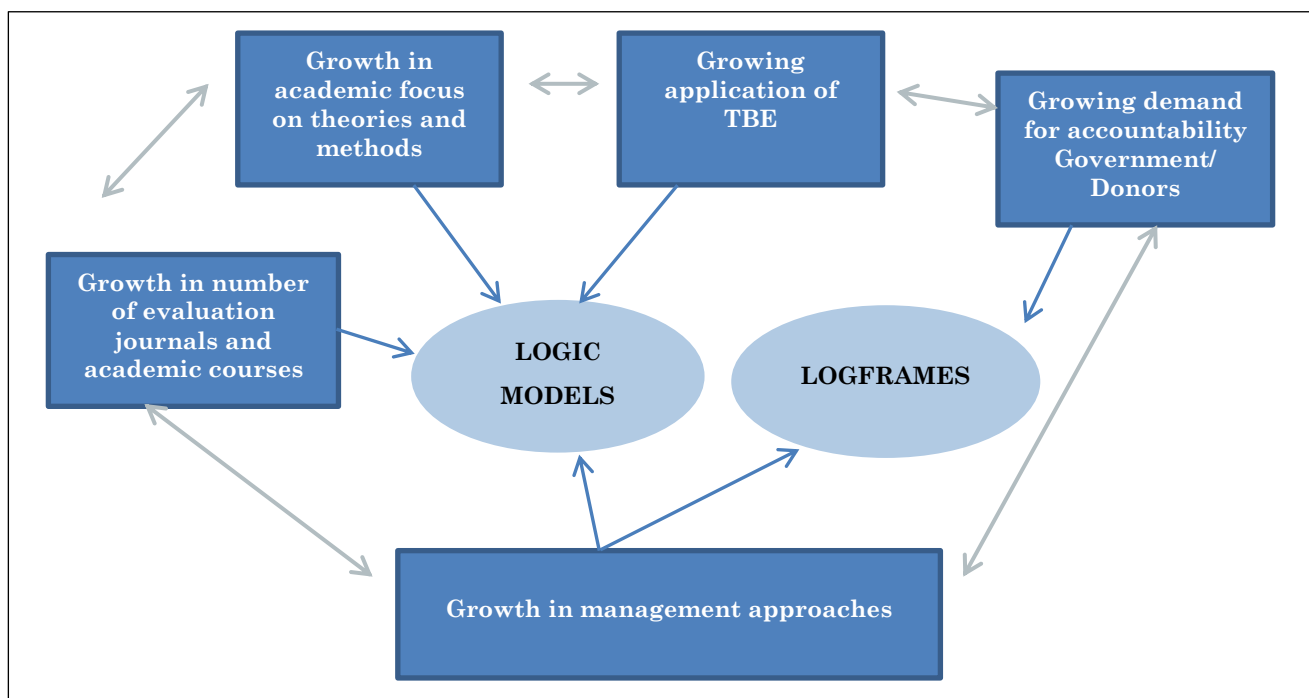 Growth in
academic focus
on theories and
methods
Growing
application of
TBE
Growing demand
for accountability
Government/
Donors
Growth in number
of evaluation
journals and
academic courses
LOGIC
MODELS
LOGFRAMES
Growth in management approaches